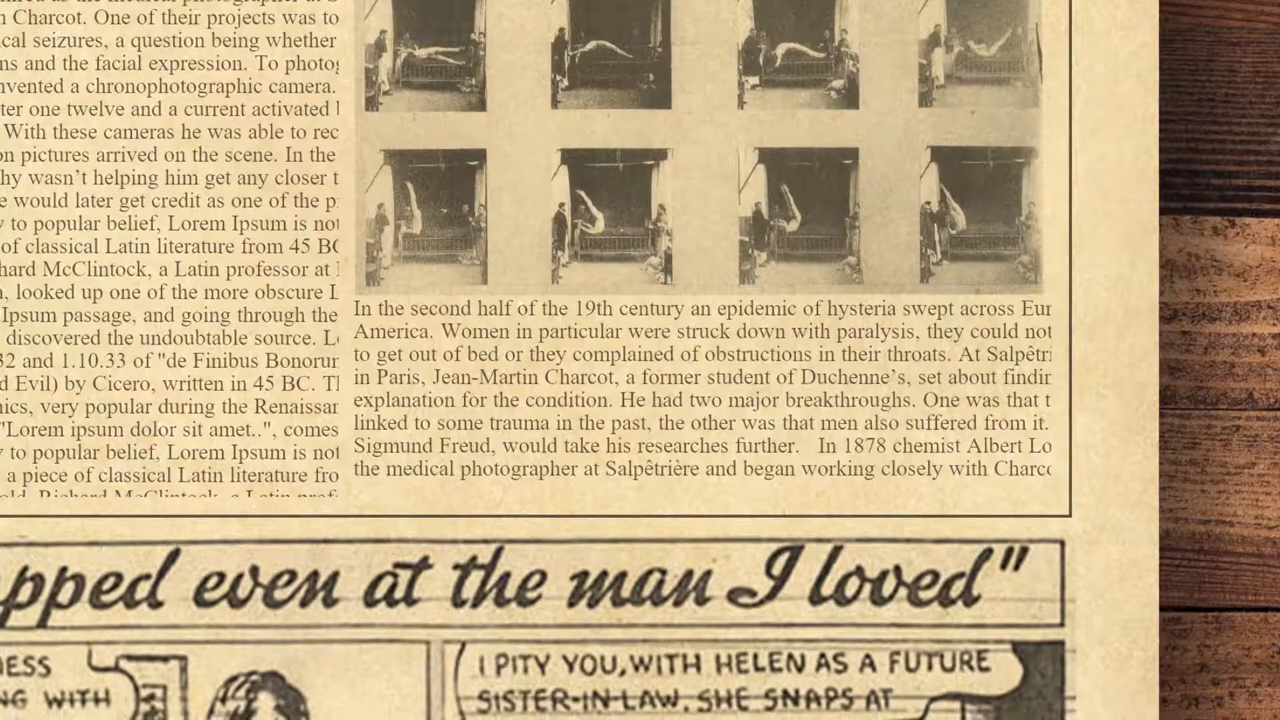 n Charcot. One of their projects was to
cal seizures, a question being whether
ns and the facial expression. To photog
nvented a chronophotographic camera.
ter one twelve and a current activated
With these cameras he was able to rec
on pictures arrived on the scene. In the
hy wasn't helping him get any closer t
e would later get credit as one of the p
y to popular belief, Lorem Ipsum is not
of classical Latin literature from 45 BC
hard McClintock, a Latin professor at
, looked up one of the more obscure L
Ipsum passage, and going through the
discovered the undoubtable source. L
32 and 1.10.33 of "de Finibus Bonorum
d Evil) by Cicero, written in 45 BC. Th
ics, very popular during the Renaissan
"Lorem ipsum dolor sit amet..", comes
y to popular belief, Lorem Ipsum is not
a piece of classical Latin literature fro
old. Richard McClintock, a Latin prof
In the second half of the 19th century an epidemic of hysteria swept across Eur
America. Women in particular were struck down with paralysis, they could not
to get out of bed or they complained of obstructions in their throats. At Salpêtri
in Paris, Jean-Martin Charcot, a former student of Duchenne's, set about findin
explanation for the condition. He had two major breakthroughs. One was that t
linked to some trauma in the past, the other was that men also suffered from it.
Sigmund Freud, would take his researches further. In 1878 chemist Albert Lo
the medical photographer at Salpêtrière and began working closely with Charco
pped even at the man I loved"
NESS
NG WITH
I PITY YOU, WITH HELEN AS A FUTURE
SISTER-IN-LAW. SHE SNAPS AT